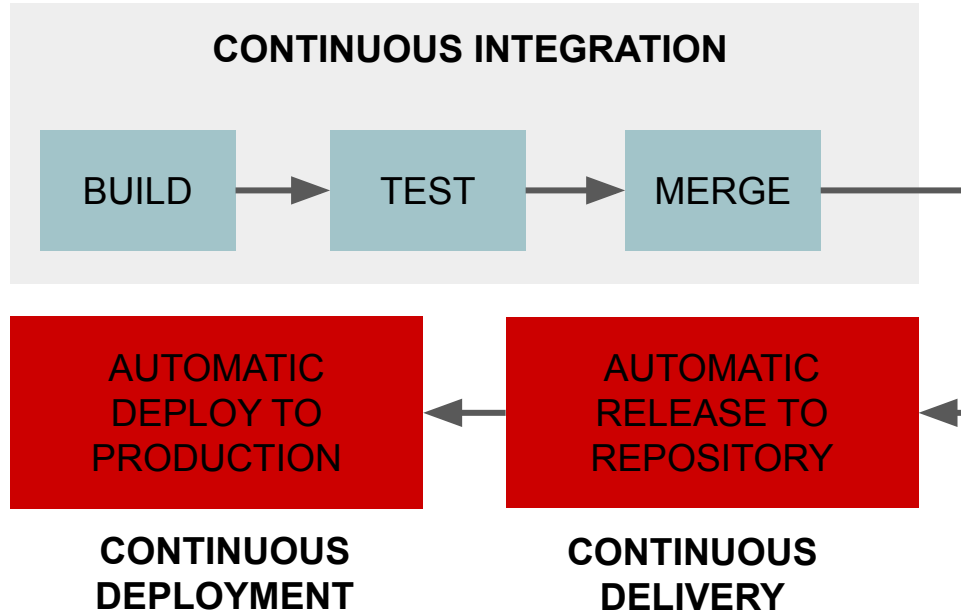 CONTINUOUS INTEGRATION
BUILD
TEST
MERGE
AUTOMATIC
DEPLOY TO
PRODUCTION
AUTOMATIC
RELEASE TO
REPOSITORY
CONTINUOUS
DEPLOYMENT
CONTINUOUS
DELIVERY